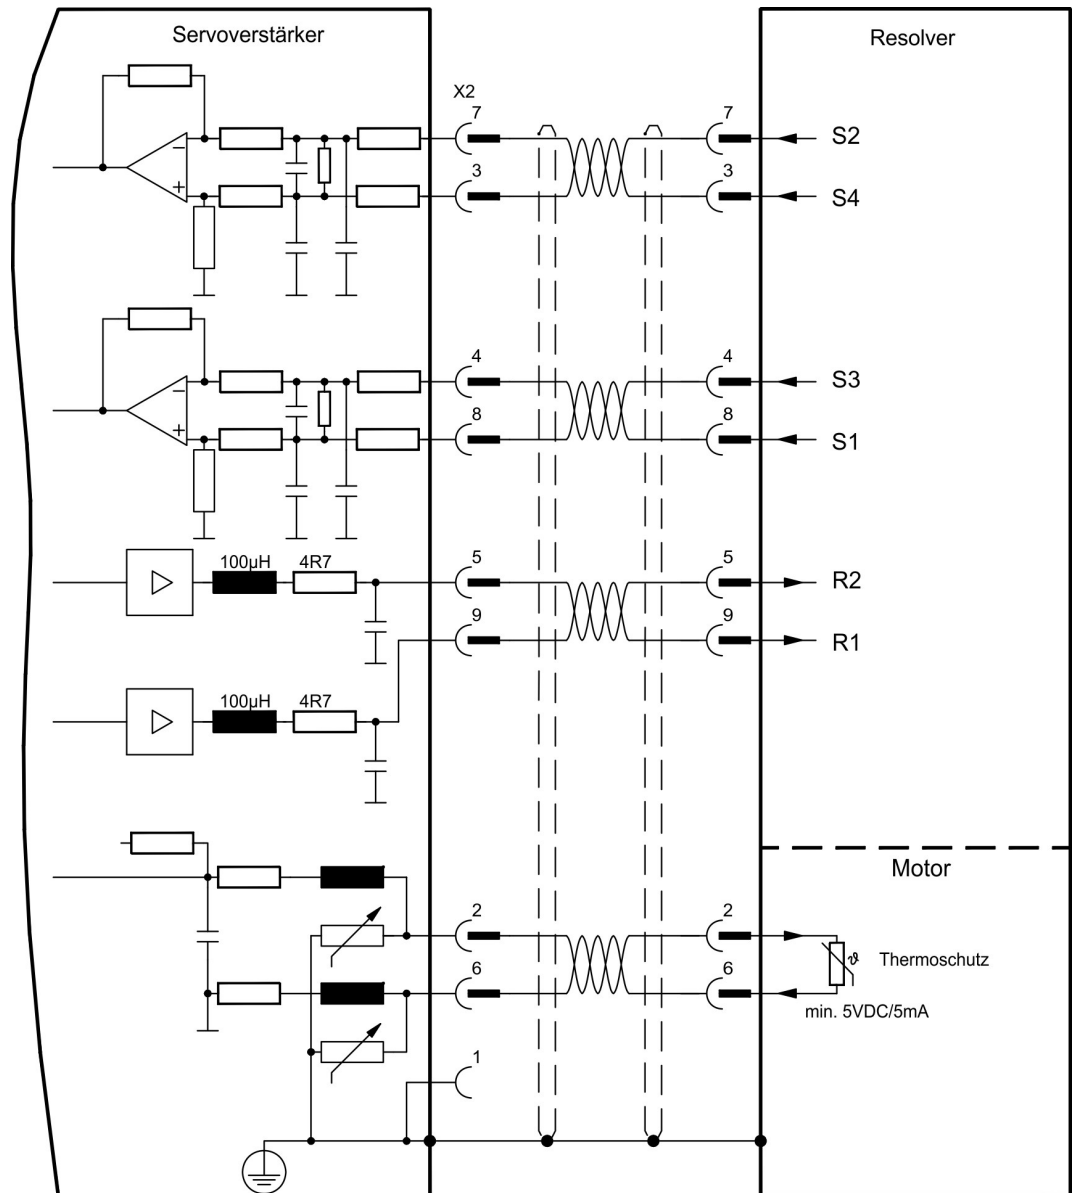 Servoverstärker
Resolver
X2
7
7
S2
3
3
S4
4
4
S3
8
8
S1
100µH
4R7
5
5
R2
9
9
R1
100µH
4R7
Motor
2
2
ϑ
Thermoschutz
6
6
min. 5VDC/5mA
1